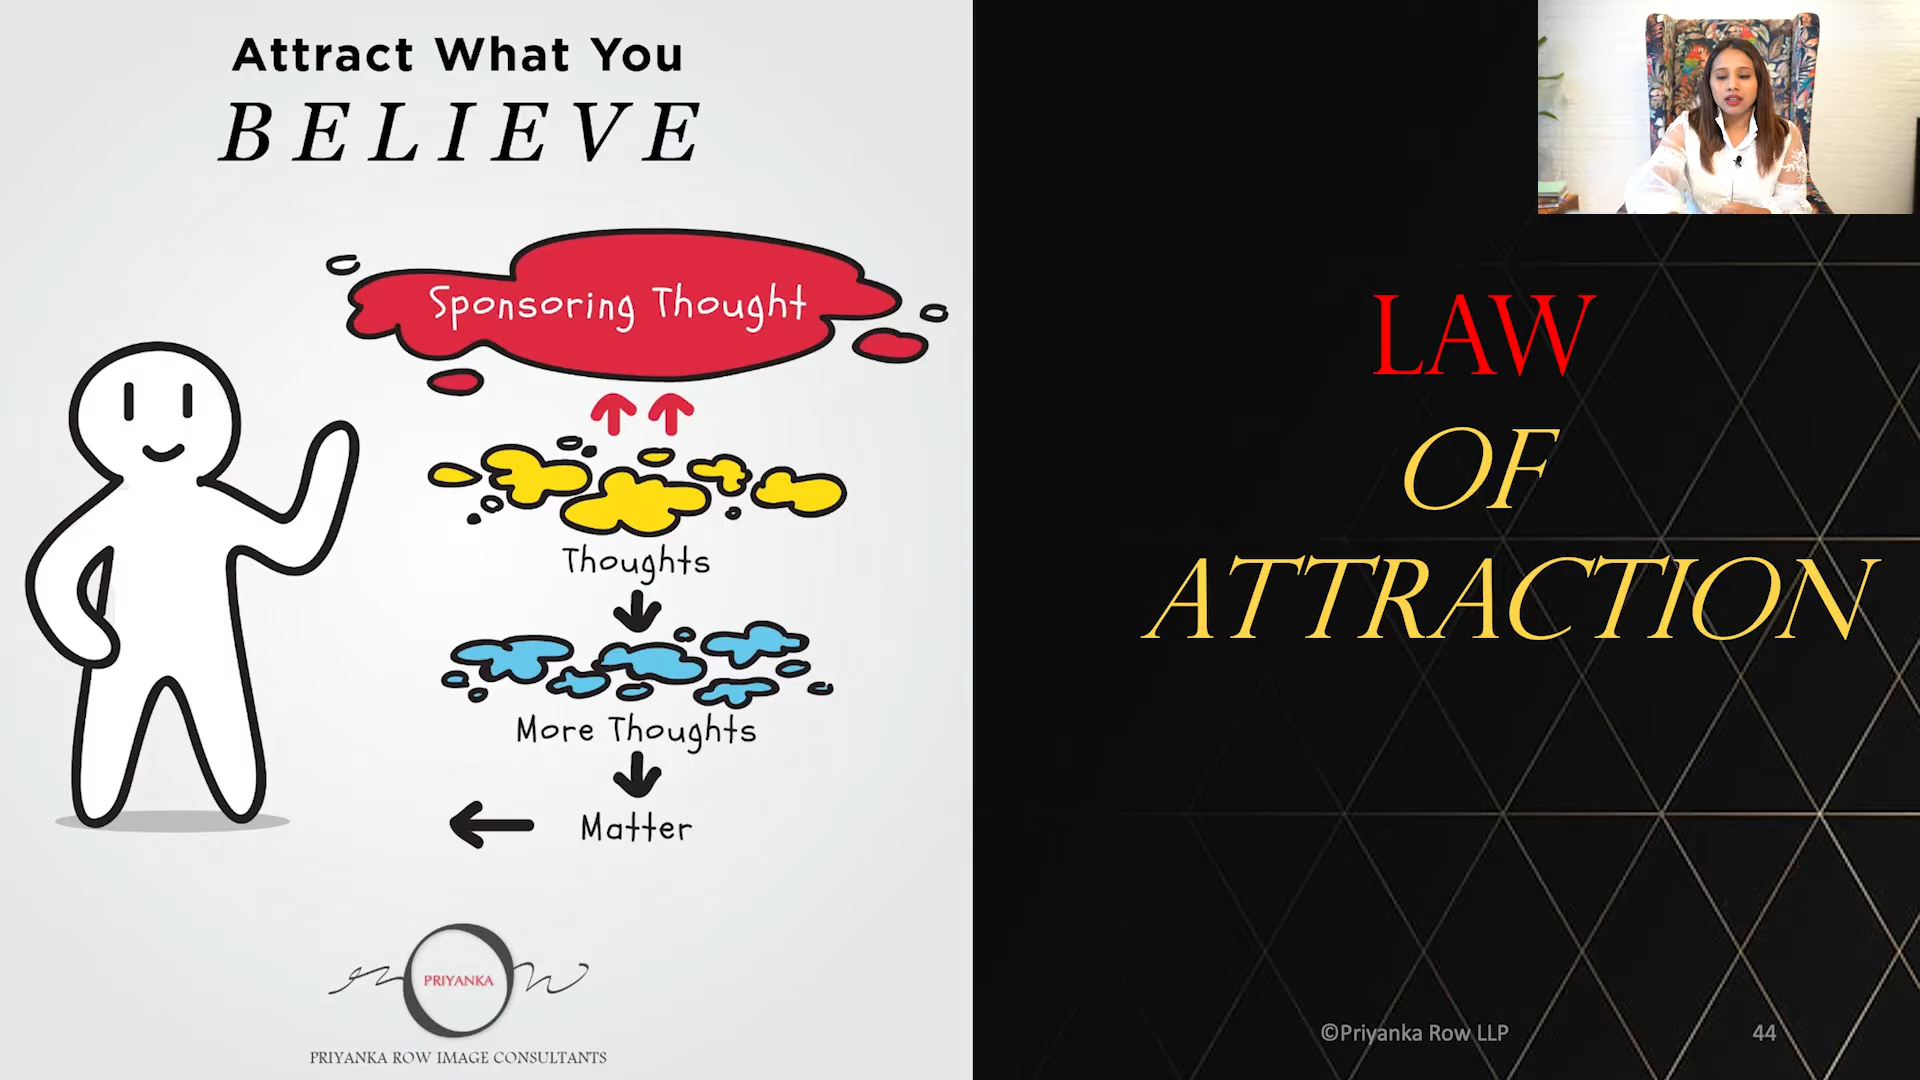 Attract What You
BELIEVE
Sponsoring Thought
Thoughts
More Thoughts
Matter
PRIYANKA
PRIYANKA ROW IMAGE CONSULTANTS
LAW
OF
ATTRACTION
©Priyanka Row LLP
44